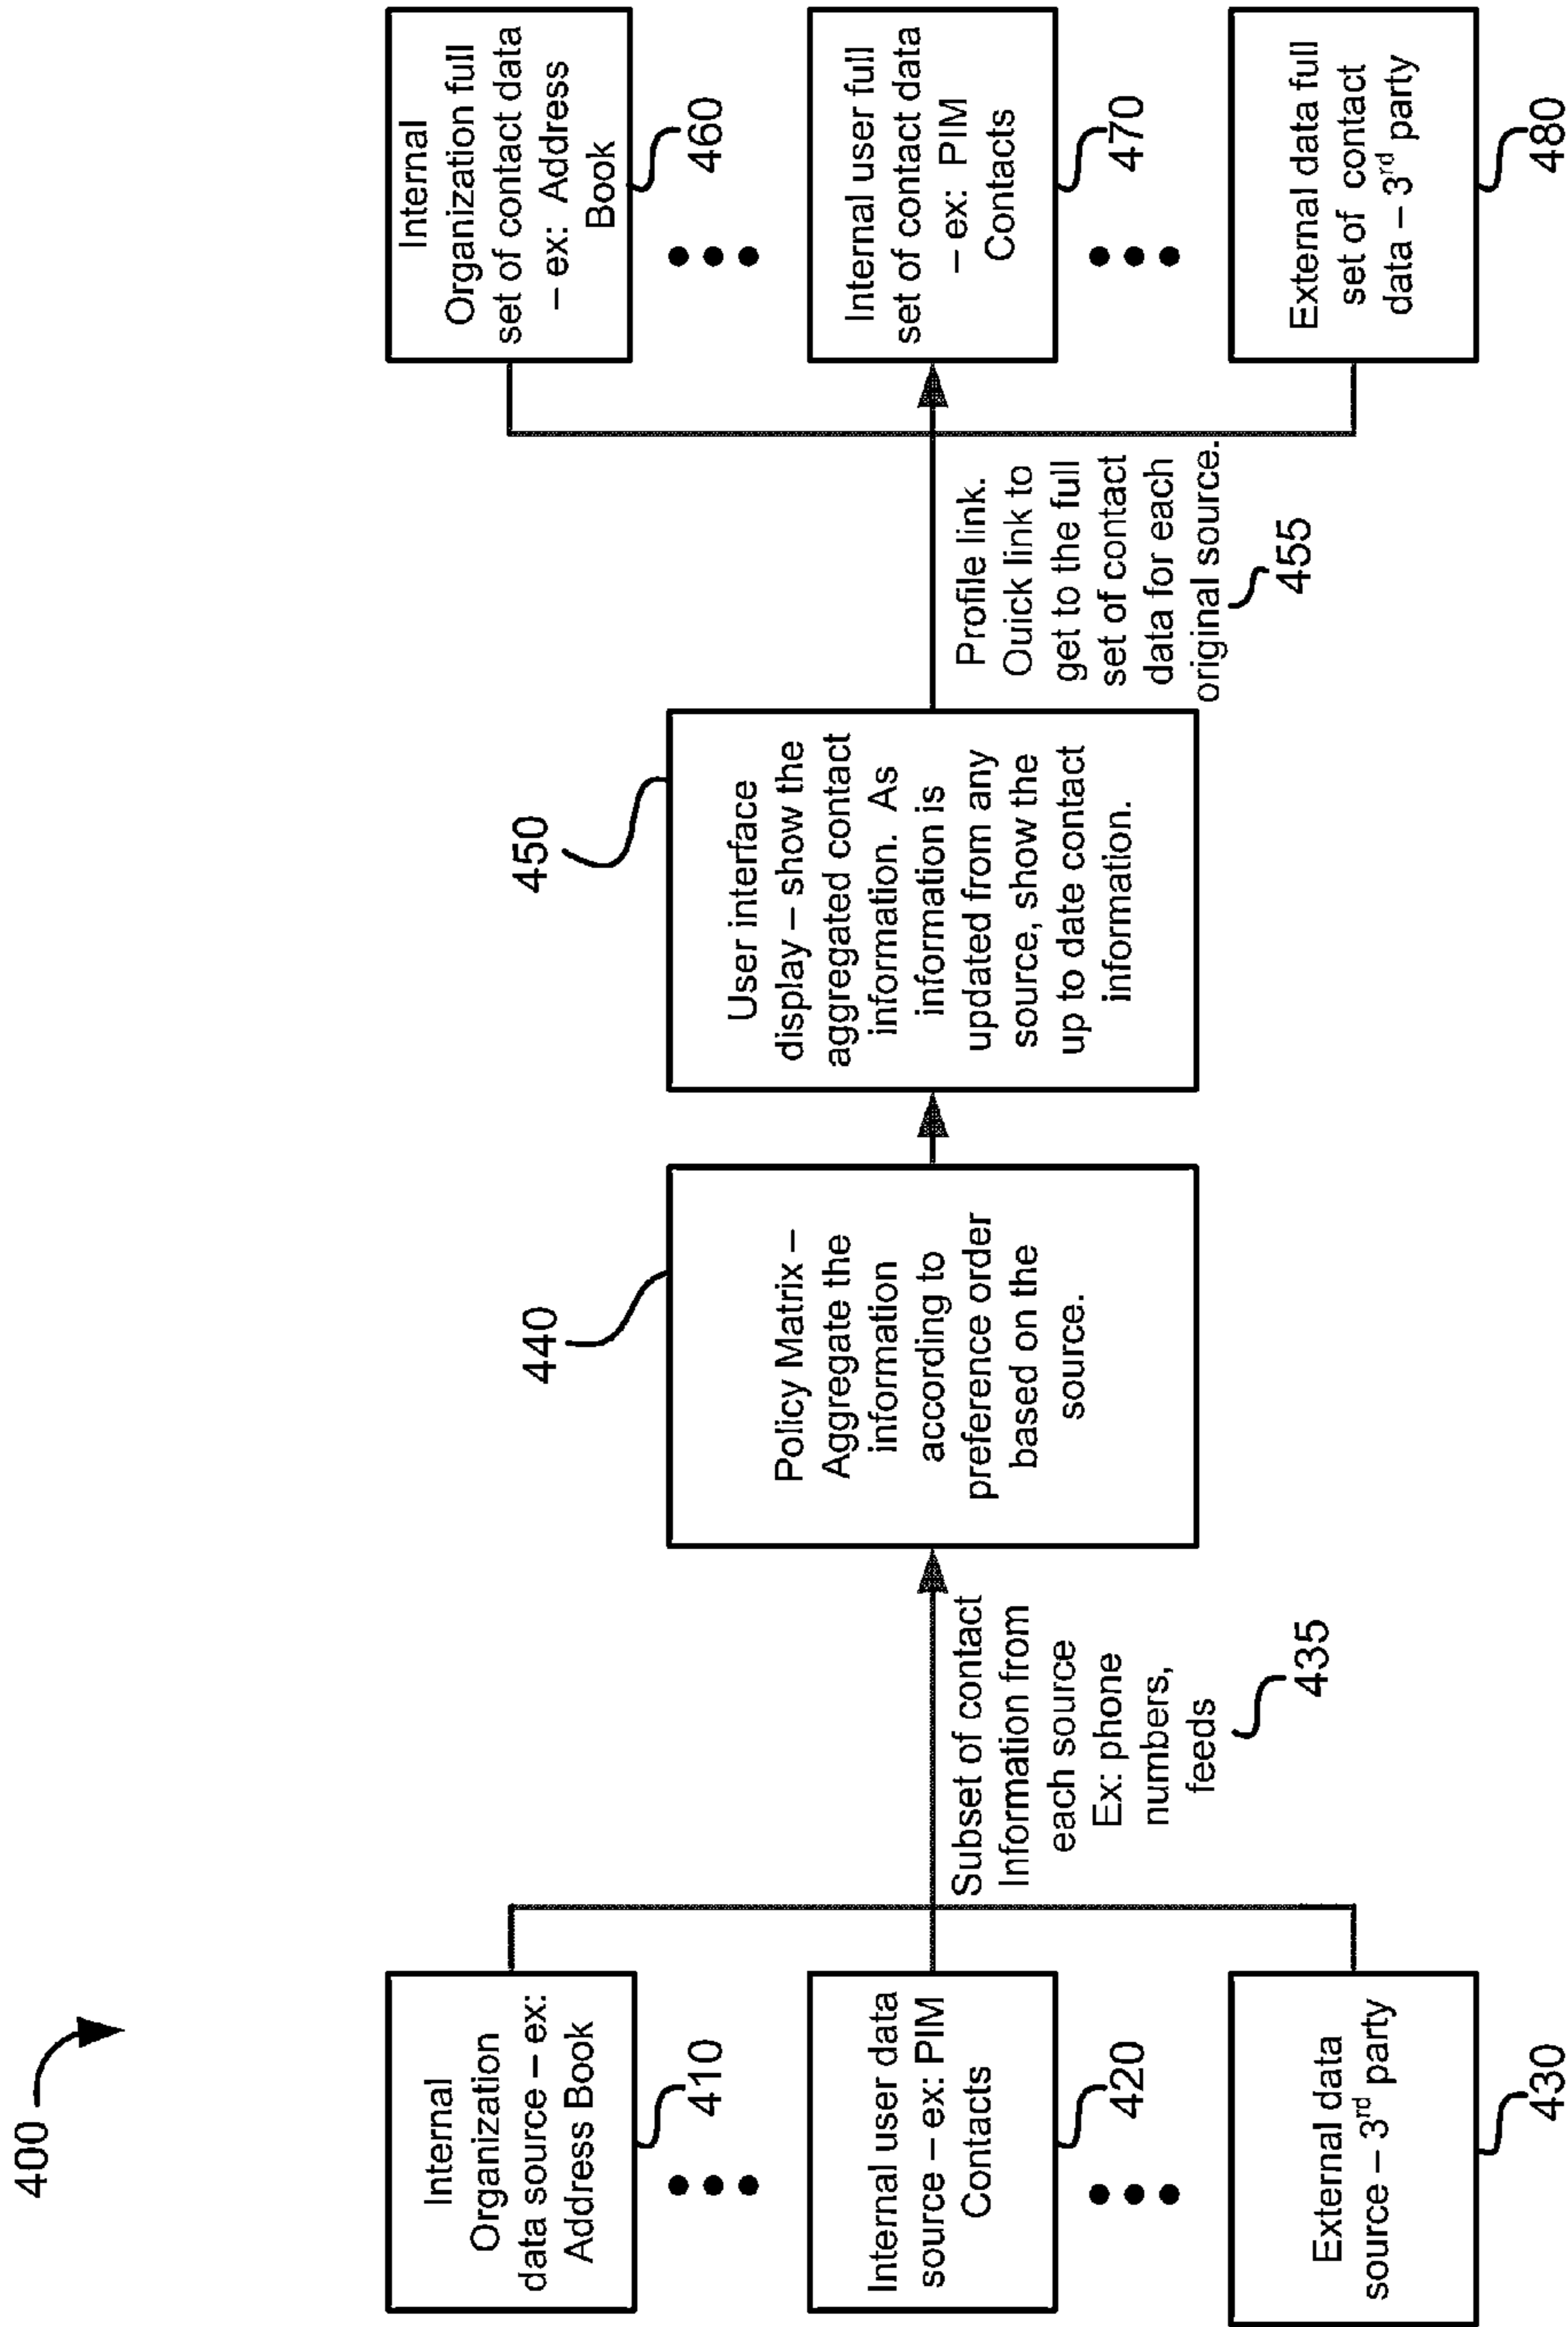 400
Internal
Organization
data source – ex:
Address Book
410
Internal user data
source – ex: PIM
Contacts
420
External data
source – 3rd party
430
Subset of contact
Information from
each source
Ex: phone
numbers,
feeds
435
440
Policy Matrix –
Aggregate the
information
according to
preference order
based on the
source.
450
User interface
display – show the
aggregated contact
information. As
information is
updated from any
source, show the
up to date contact
information.
Profile link.
Quick link to
get to the full
set of contact
data for each
original source.
455
Internal
Organization full
set of contact data
– ex: Address
Book
460
Internal user full
set of contact data
– ex: PIM
Contacts
470
External data full
set of contact
data – 3rd party
480